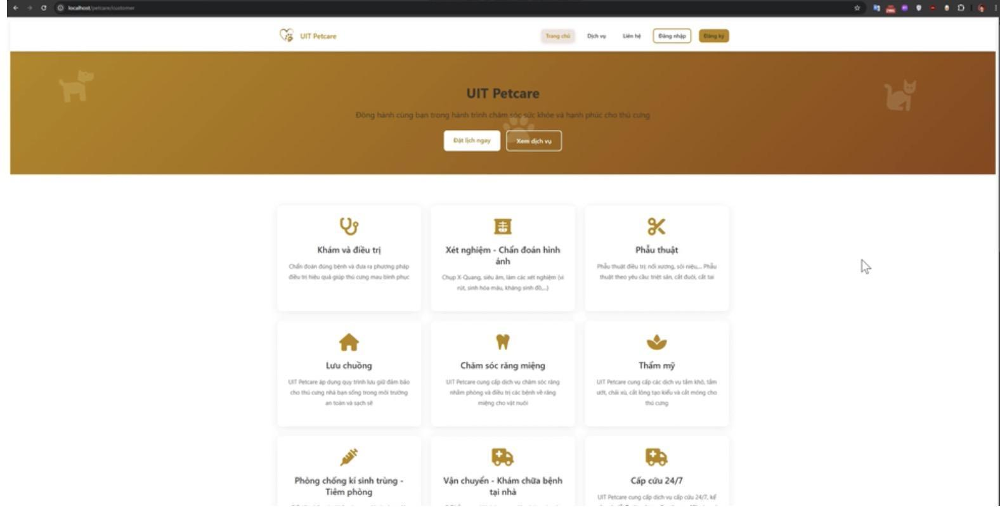 localhost/petcare/customer
UIT Petcare
Trang chủ
Dịch vụ
Liên hệ
Đăng nhập
Đăng ký
UIT Petcare
Đồng hành cùng bạn trong hành trình chăm sóc sức khỏe và hạnh phúc cho thú cưng
Đặt lịch ngay
Xem dịch vụ
Khám và điều trị
Chẩn đoán đúng bệnh và đưa ra phương pháp
điều trị hiệu quả giúp thú cưng mau bình phục
Xét nghiệm - Chẩn đoán hình
ảnh
Chụp X-Quang, siêu âm, làm các xét nghiệm (vi
rút, sinh hóa máu, kháng sinh đồ,...)
Phẫu thuật
Phẫu thuật điều trị: nối xương, sỏi niệu,... Phẫu
thuật theo yêu cầu: triệt sản, cắt đuôi, cắt tai
Lưu chuồng
UIT Petcare áp dụng quy trình lưu giữ đảm bảo
cho thú cưng nhà bạn sống trong môi trường
an toàn và sạch sẽ
Chăm sóc răng miệng
UIT Petcare cung cấp dịch vụ chăm sóc răng
nhằm phòng và điều trị các bệnh về răng
miệng cho vật nuôi
Thẩm mỹ
UIT Petcare cung cấp các dịch vụ tắm khô, tắm
ướt, chải xù, cắt lông tạo kiểu và cắt móng cho
thú cưng
Phòng chống kí sinh trùng -
Tiêm phòng
Vận chuyển - Khám chữa bệnh
tại nhà
Cấp cứu 24/7
UIT Petcare cung cấp dịch vụ cấp cứu 24/7, kể